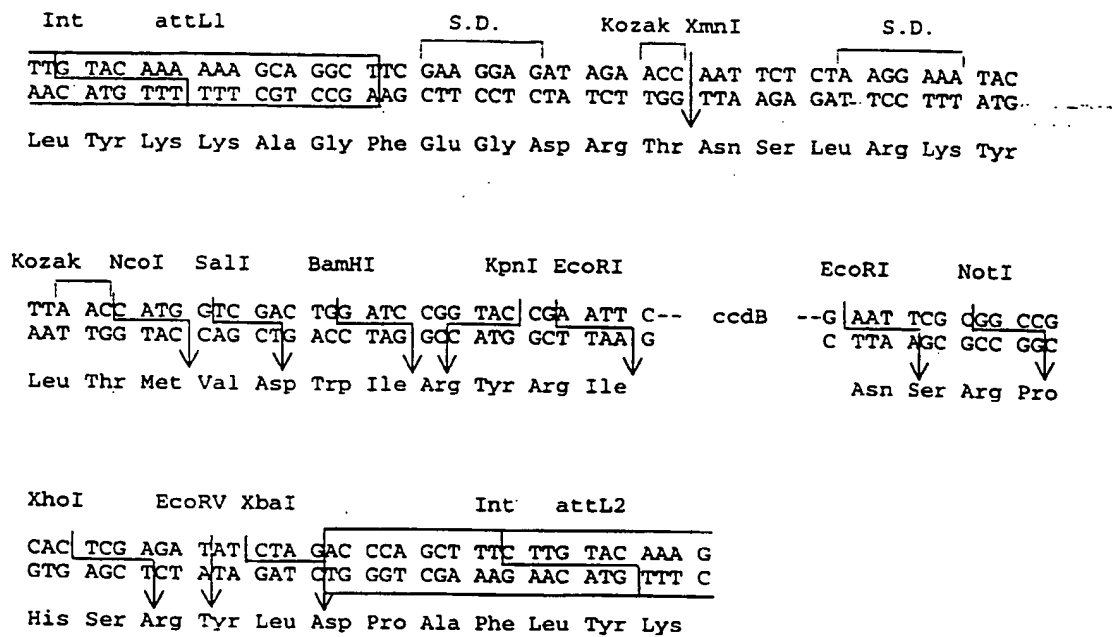 Int attL1 S.D. Kozak XmnI S.D.
TTG TAC AAA AAA GCA GGC TTC GAA GGA GAT AGA ACC AAT TCT CTA AGG AAA TAC
AAC ATG TTT TTT CGT CCG AAG CTT CCT CTA TCT TGG TTA AGA GAT TCC TTT ATG
Leu Tyr Lys Lys Ala Gly Phe Glu Gly Asp Arg Thr Asn Ser Leu Arg Lys Tyr
Kozak NcoI SalI BamHI KpnI EcoRI EcoRI NotI
TTA ACC ATG GTC GAC TGG ATC CGG TAC CGA ATT C-- ccdB --G AAT TCG CGG CCG
AAT TGG TAC CAG CTG ACC TAG GCC ATG GCT TAA G C TTA AGC GCC GGC
Leu Thr Met Val Asp Trp Ile Arg Tyr Arg Ile Asn Ser Arg Pro
XhoI EcoRV XbaI Int attL2
CAC TCG AGA TAT CTA GAC CCA GCT TTC TTG TAC AAA G
GTG AGC TCT ATA GAT CTG GGT CGA AAG AAC ATG TTT C
His Ser Arg Tyr Leu Asp Pro Ala Phe Leu Tyr Lys